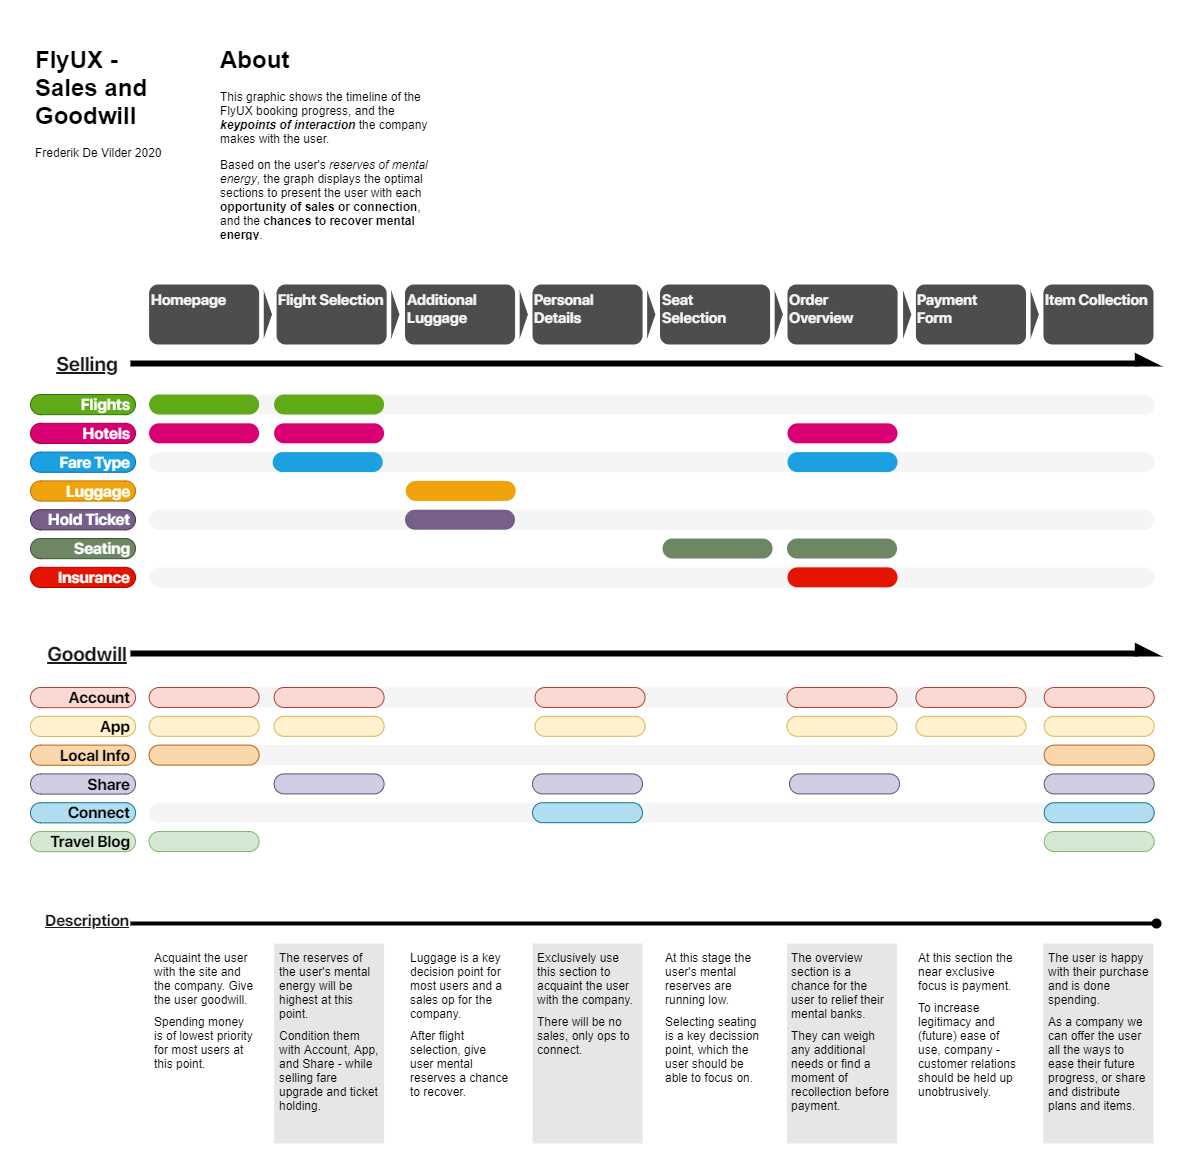 FlyUX -
Sales and
Goodwill
Frederik De Vilder 2020
About
This graphic shows the timeline of the
FlyUX booking progress, and the
keypoints of interaction the company
makes with the user.
Based on the user's reserves of mental
energy, the graph displays the optimal
sections to present the user with each
opportunity of sales or connection,
and the chances to recover mental
energy.
Homepage
Flight Selection
Additional
Luggage
Personal
Details
Seat
Selection
Order
Overview
Payment
Form
Item Collection
Selling
Flights
Hotels
Fare Type
Luggage
Hold Ticket
Seating
Insurance
Goodwill
Account
App
Local Info
Share
Connect
Travel Blog
Description
Acquaint the user
with the site and
the company. Give
the user goodwill.
Spending money
is of lowest priority
for most users at
this point.
The reserves of
the user's mental
energy will be
highest at this
point.
Condition them
with Account, App,
and Share - while
selling fare
upgrade and ticket
holding.
Luggage is a key
decision point for
most users and a
sales op for the
company.
After flight
selection, give
user mental
reserves a chance
to recover.
Exclusively use
this section to
acquaint the user
with the company.
There will be no
sales, only ops to
connect.
At this stage the
user's mental
reserves are
running low.
Selecting seating
is a key decission
point, which the
user should be
able to focus on.
The overview
section is a
chance for the
user to relief their
mental banks.
They can weigh
any additional
needs or find a
moment of
recollection before
payment.
At this section the
near exclusive
focus is payment.
To increase
legitimacy and
(future) ease of
use, company -
customer relations
should be held up
unobtrusively.
The user is happy
with their purchase
and is done
spending.
As a company we
can offer the user
all the ways to
ease their future
progress, or share
and distribute
plans and items.